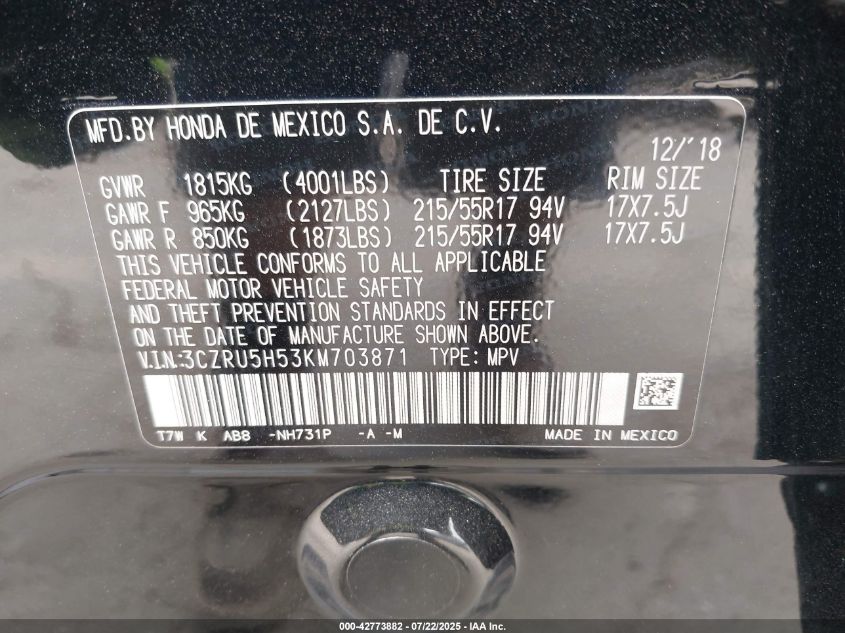 MFD.BY HONDA DE MEXICO S.A. DE C.V.
12/'18
GVWR 1815KG (4001LBS) TIRE SIZE RIM SIZE
GAWR F 965KG (2127LBS) 215/55R17 94V 17X7.5J
GAWR R 850KG (1873LBS) 215/55R17 94V 17X7.5J
THIS VEHICLE CONFORMS TO ALL APPLICABLE
FEDERAL MOTOR VEHICLE SAFETY
AND THEFT PREVENTION STANDARDS IN EFFECT
ON THE DATE OF MANUFACTURE SHOWN ABOVE.
V.I.N:3CZRU5H53KM703871 TYPE: MPV
T7W K AB8 -NH731P -A -M MADE IN MEXICO
000-42773882 - 07/22/2025 - IAA Inc.